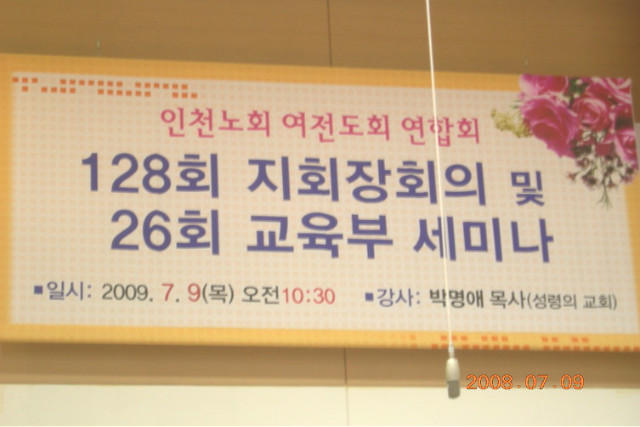 인천노회 여전도회 연합회
128회 지회장회의 및
26회 교육부 세미나
■일시: 2009. 7. 9(목) 오전10:30 ■강사: 박명애 목사(성령의 교회)
2008.07.09